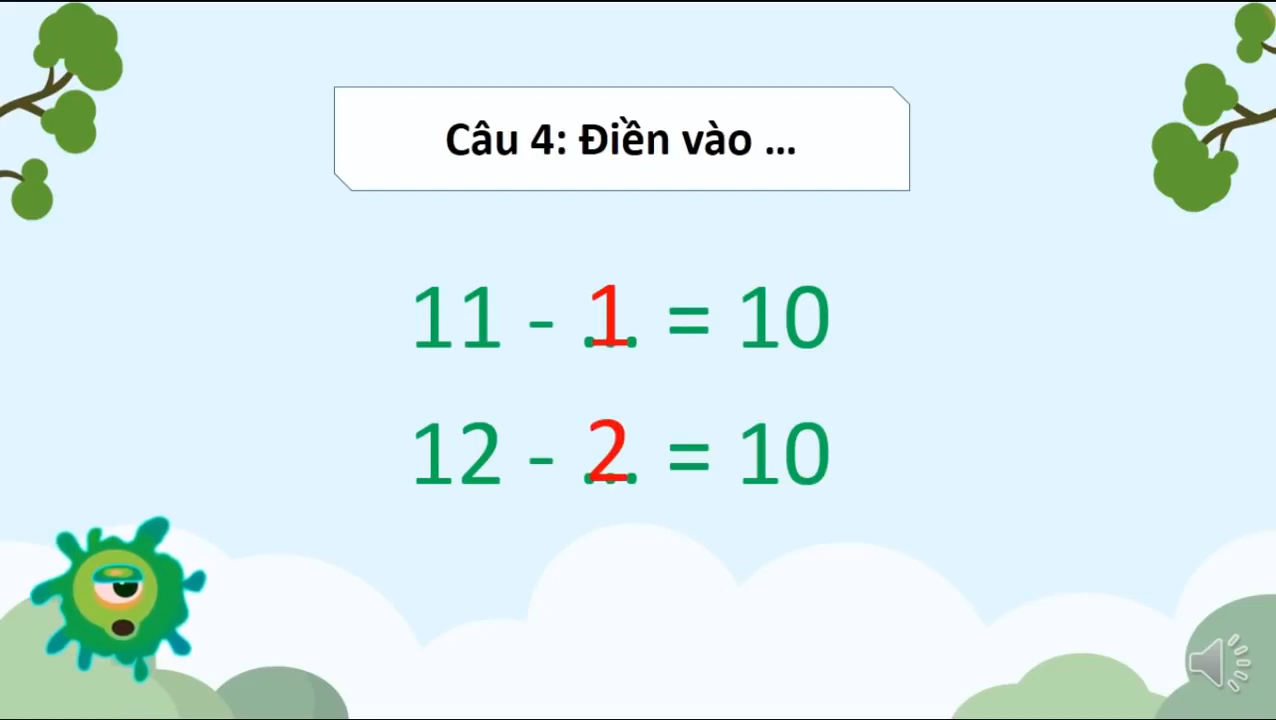 Câu 4: Điền vào ...
11 - 1 = 10
12 - 2 = 10